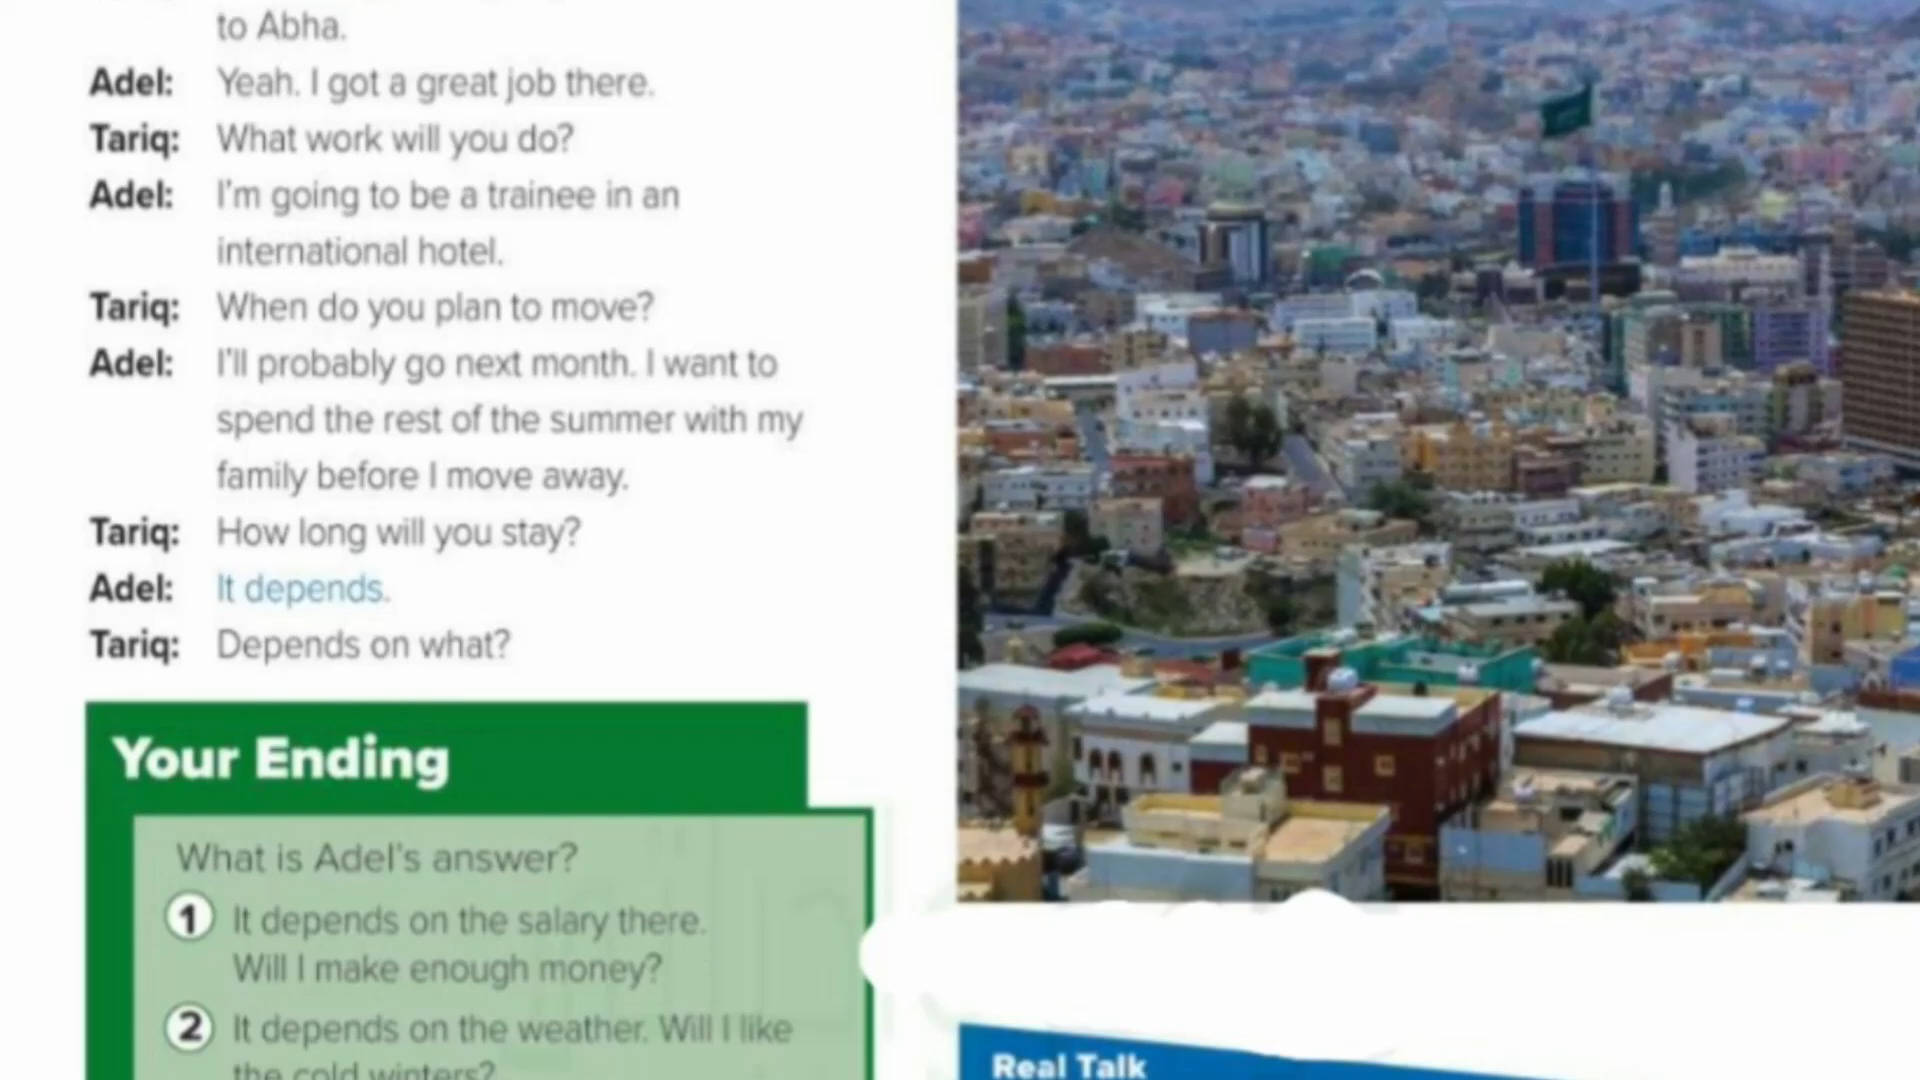 to Abha.
Adel: Yeah. I got a great job there.
Tariq: What work will you do?
Adel: I'm going to be a trainee in an
international hotel.
Tariq: When do you plan to move?
Adel: I'll probably go next month. I want to
spend the rest of the summer with my
family before I move away.
Tariq: How long will you stay?
Adel: It depends.
Tariq: Depends on what?
Your Ending
What is Adel's answer?
1 It depends on the salary there.
Will I make enough money?
2 It depends on the weather. Will I like
the cold winters?
Real Talk